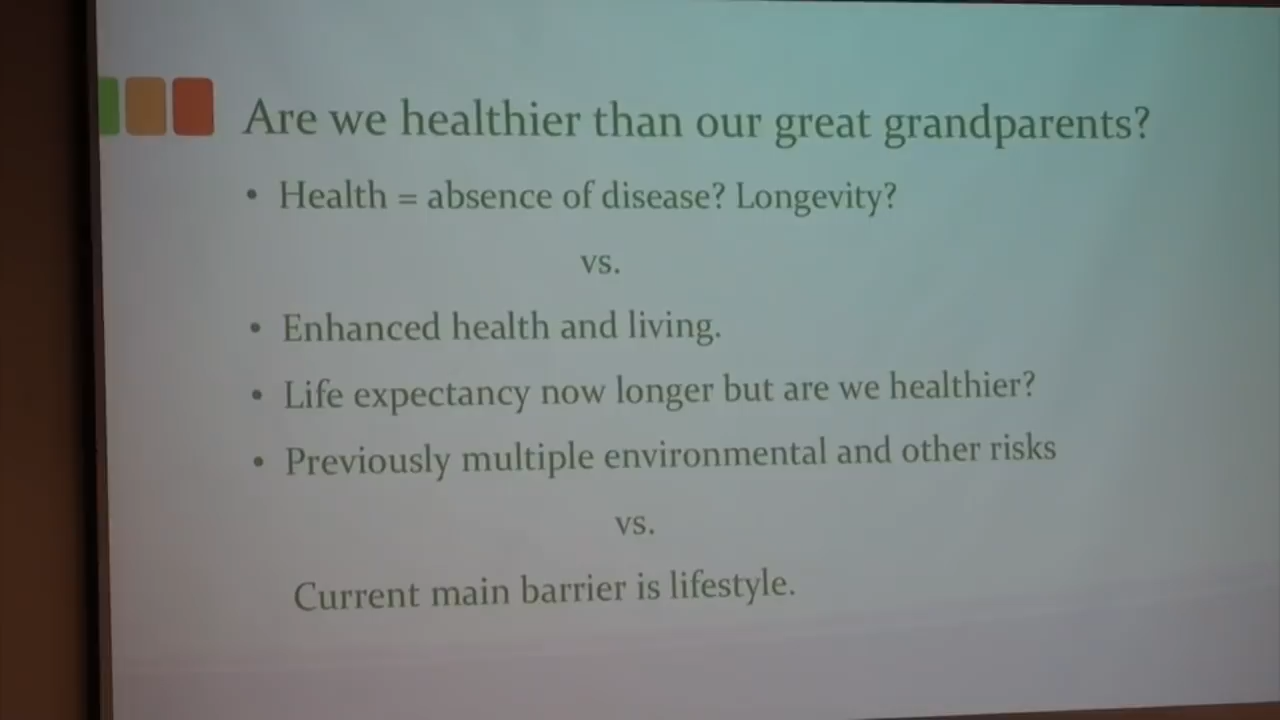 Are we healthier than our great grandparents?
• Health = absence of disease? Longevity?
vs.
• Enhanced health and living.
• Life expectancy now longer but are we healthier?
• Previously multiple environmental and other risks
vs.
Current main barrier is lifestyle.